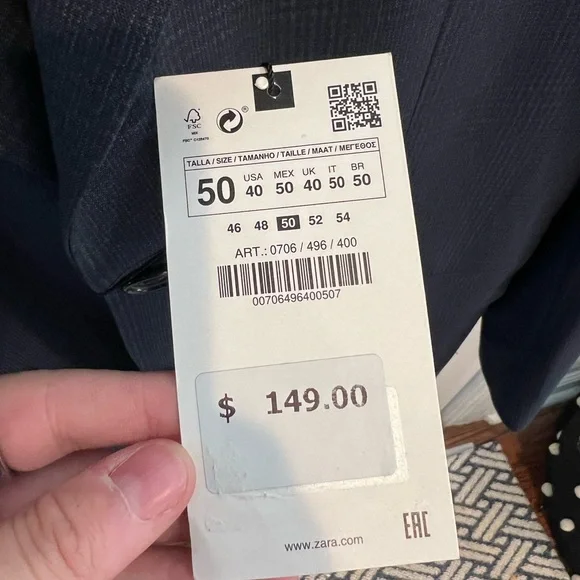 FSC
MIX
®
TALLA / SIZE / TAMANHO / TAILLE / MAAT / ΜΕΓΕΘΟΣ
50
USA MEX UK IT BR
40 50 40 50 50
46 48 50 52 54
ART.: 0706 / 496 / 400
00706496400507
$ 149.00
EAC
www.zara.com